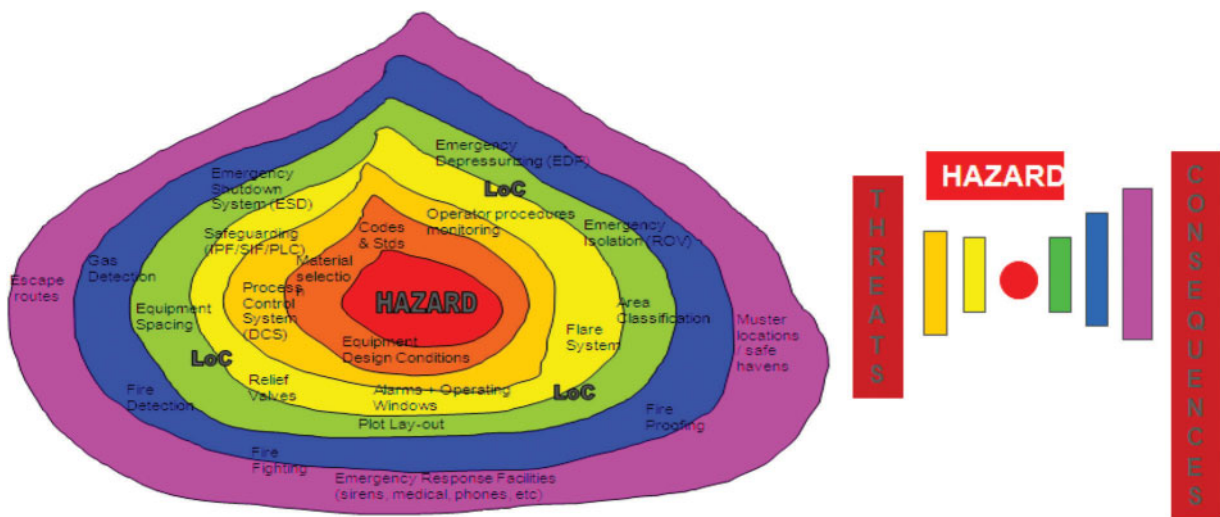 Emergency
Depressurizing (EDP)
LoC
Emergency
Shutdown
System (ESD)
Operator procedures
monitoring
Codes
& Stds
Emergency
Isolation (ROV)
Safeguarding
(IPF/SIF/PLC)
Gas
Detection
Material
selectio
n
Escape
routes
HAZARD
Process
Control
System
(DCS)
Equipment
Spacing
Area
Classification
Muster
locations
/ safe
havens
Flare
System
Equipment
Design Conditions
LoC
Relief
Valves
Alarms + Operating
Windows
LoC
Fire
Detection
Plot Lay-out
Fire
Proofing
Fire
Fighting
Emergency Response Facilities
(sirens, medical, phones, etc)
HAZARD
THREATS
CONSEQUENCES